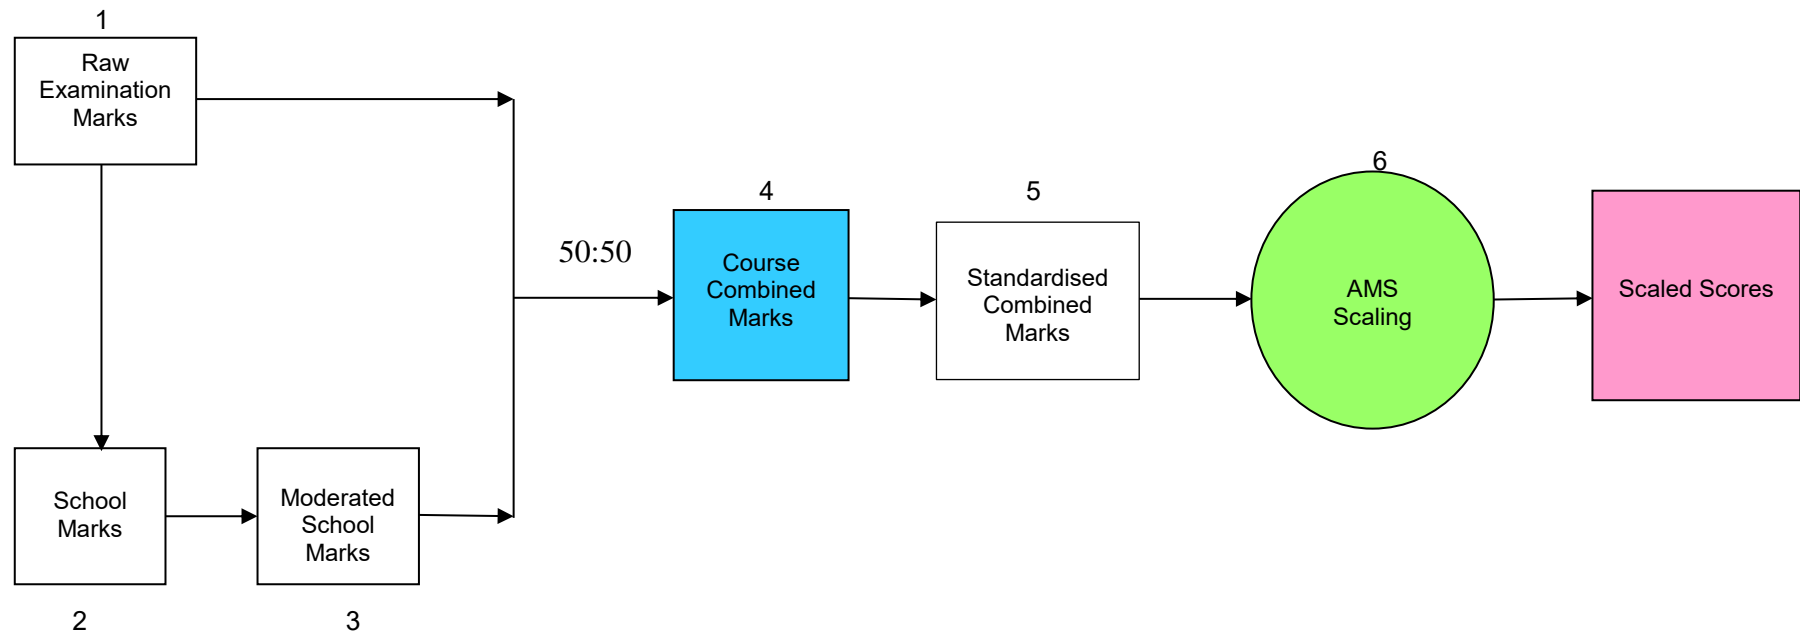 1
Raw
Examination
Marks
6
4
5
50:50
Course
Combined
Marks
Standardised
Combined
Marks
AMS
Scaling
Scaled Scores
School
Marks
Moderated
School
Marks
2
3